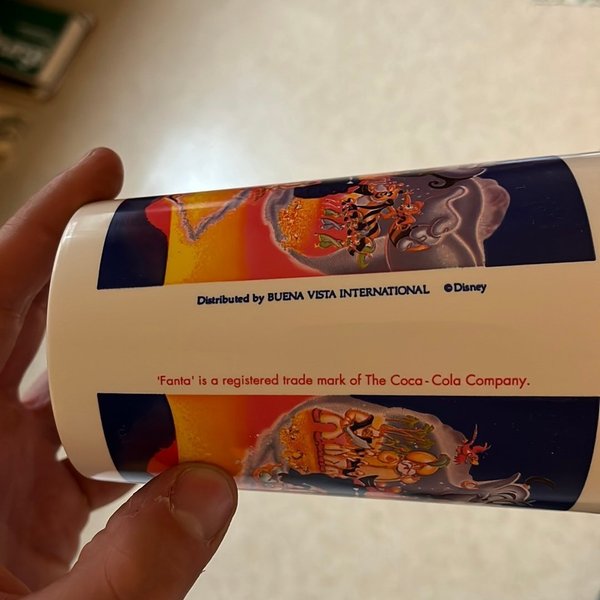 Distributed by BUENA VISTA INTERNATIONAL ©Disney
'Fanta' is a registered trade mark of The Coca-Cola Company.